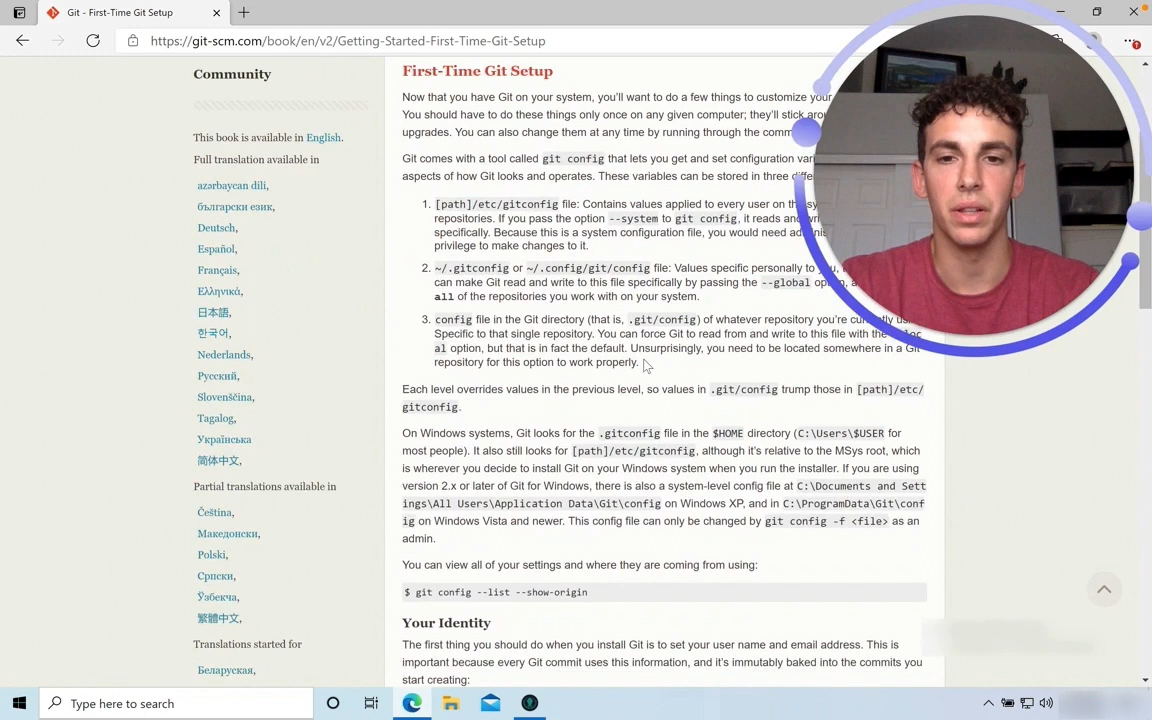 Git - First-Time Git Setup
https://git-scm.com/book/en/v2/Getting-Started-First-Time-Git-Setup
Community
This book is available in English.
Full translation available in
azərbaycan dili,
български език,
Deutsch,
Español,
Français,
Ελληνικά,
日本語,
한국어,
Nederlands,
Русский,
Slovenščina,
Tagalog,
Українська
简体中文,
Partial translations available in
Čeština,
Македонски,
Polski,
Српски,
Ўзбекча,
繁體中文,
Translations started for
Беларуская,
First-Time Git Setup
Now that you have Git on your system, you’ll want to do a few things to customize your
You should have to do these things only once on any given computer; they’ll stick
upgrades. You can also change them at any time by running through the
Git comes with a tool called git config that lets you get and set configuration
aspects of how Git looks and operates. These variables can be stored in three
1. [path]/etc/gitconfig file: Contains values applied to every user on the
repositories. If you pass the option --system to git config, it reads and
specifically. Because this is a system configuration file, you would need
privilege to make changes to it.
2. ~/.gitconfig or ~/.config/git/config file: Values specific personally to
can make Git read and write to this file specifically by passing the --global
all of the repositories you work with on your system.
3. config file in the Git directory (that is, .git/config) of whatever repository you’re
Specific to that single repository. You can force Git to read from and write to this file with the
al option, but that is in fact the default. Unsurprisingly, you need to be located somewhere in a Git
repository for this option to work properly.
Each level overrides values in the previous level, so values in .git/config trump those in [path]/etc/
gitconfig.
On Windows systems, Git looks for the .gitconfig file in the $HOME directory (C:\Users\$USER for
most people). It also still looks for [path]/etc/gitconfig, although it’s relative to the MSys root, which
is wherever you decide to install Git on your Windows system when you run the installer. If you are using
version 2.x or later of Git for Windows, there is also a system-level config file at C:\Documents and Sett
ings\All Users\Application Data\Git\config on Windows XP, and in C:\ProgramData\Git\conf
ig on Windows Vista and newer. This config file can only be changed by git config -f <file> as an
admin.
You can view all of your settings and where they are coming from using:
$ git config --list --show-origin
Your Identity
The first thing you should do when you install Git is to set your user name and email address. This is
important because every Git commit uses this information, and it’s immutably baked into the commits you
start creating:
Type here to search